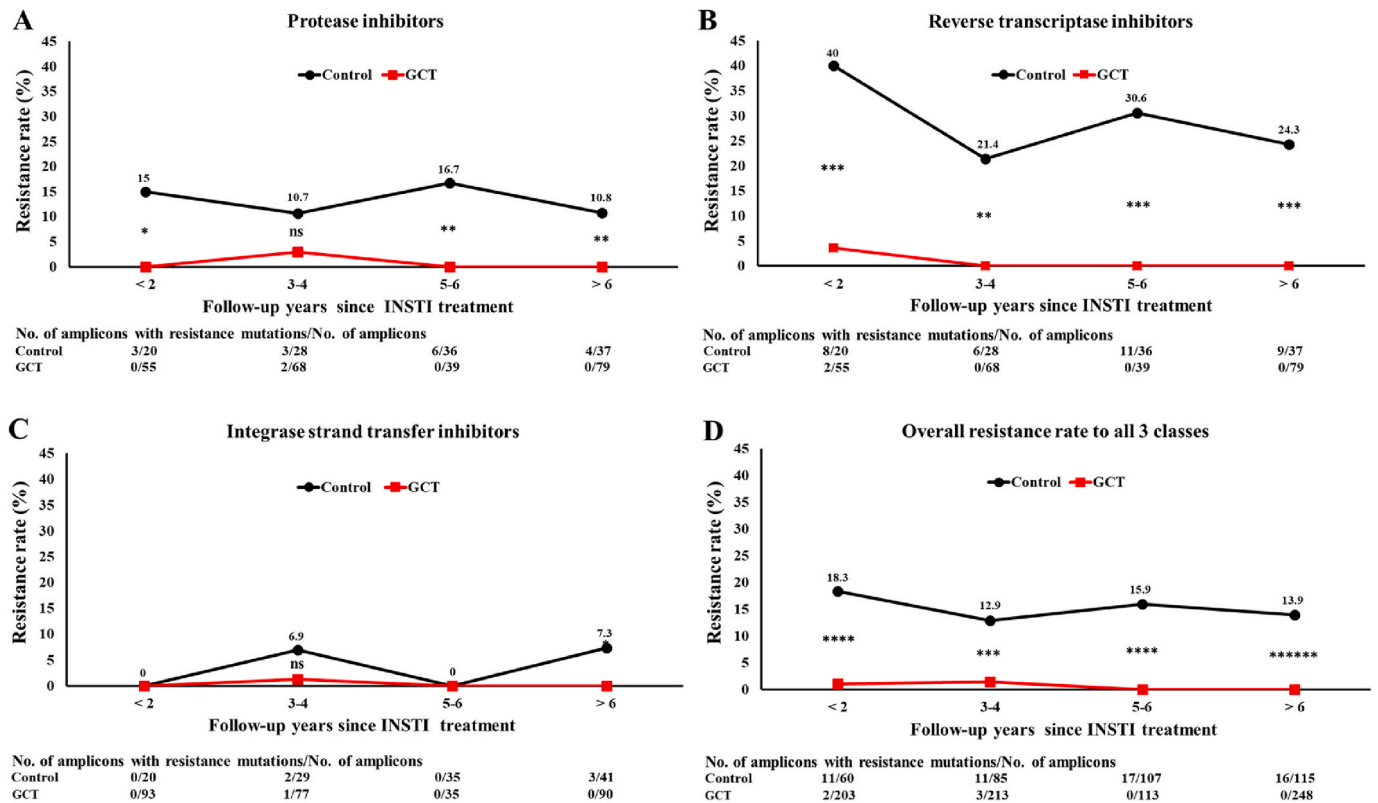 A
Protease inhibitors
Resistance rate (%)
45
40
35
30
25
20
15
10
5
0
Control GCT
15
10.7
16.7
10.8
*
ns
**
**
< 2 3-4 5-6 > 6
Follow-up years since INSTI treatment
No. of amplicons with resistance mutations/No. of amplicons
Control 3/20 3/28 6/36 4/37
GCT 0/55 2/68 0/39 0/79
B
Reverse transcriptase inhibitors
Resistance rate (%)
45
40
35
30
25
20
15
10
5
0
Control GCT
40
21.4
30.6
24.3
***
**
***
***
< 2 3-4 5-6 > 6
Follow-up years since INSTI treatment
No. of amplicons with resistance mutations/No. of amplicons
Control 8/20 6/28 11/36 9/37
GCT 2/55 0/68 0/39 0/79
C
Integrase strand transfer inhibitors
Resistance rate (%)
45
40
35
30
25
20
15
10
5
0
Control GCT
0
6.9
0
7.3
ns
*
< 2 3-4 5-6 > 6
Follow-up years since INSTI treatment
No. of amplicons with resistance mutations/No. of amplicons
Control 0/20 2/29 0/35 3/41
GCT 0/93 1/77 0/35 0/90
D
Overall resistance rate to all 3 classes
Resistance rate (%)
45
40
35
30
25
20
15
10
5
0
Control GCT
18.3
12.9
15.9
13.9
****
***
****
******
< 2 3-4 5-6 > 6
Follow-up years since INSTI treatment
No. of amplicons with resistance mutations/No. of amplicons
Control 11/60 11/85 17/107 16/115
GCT 2/203 3/213 0/113 0/248